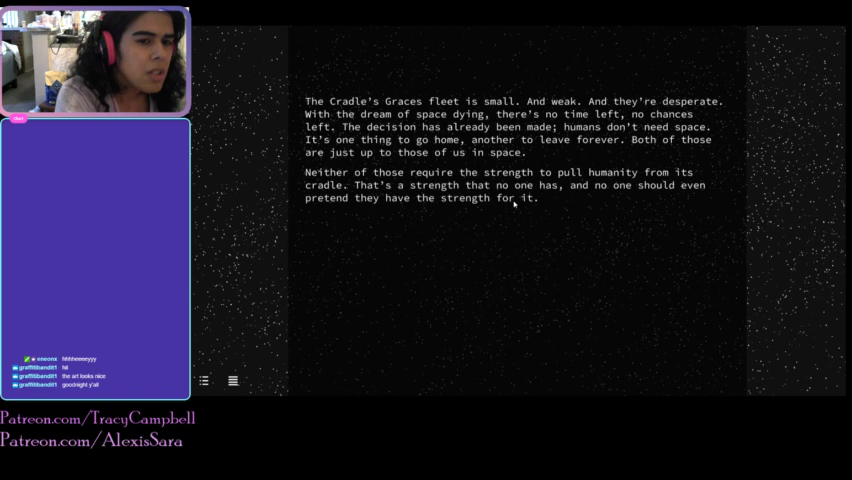 The Cradle's Graces fleet is small. And weak. And they're desperate.
With the dream of space dying, there's no time left, no chances
left. The decision has already been made; humans don't need space.
It's one thing to go home, another to leave forever. Both of those
are just up to those of us in space.
Neither of those require the strength to pull humanity from its
cradle. That's a strength that no one has, and no one should even
pretend they have the strength for it.
chat
eneonx hhhheeeeyyy
graffitibandit1 hii
graffitibandit1 the art looks nice
graffitibandit1 goodnight y'all
Patreon.com/TracyCampbell
Patreon.com/AlexisSara